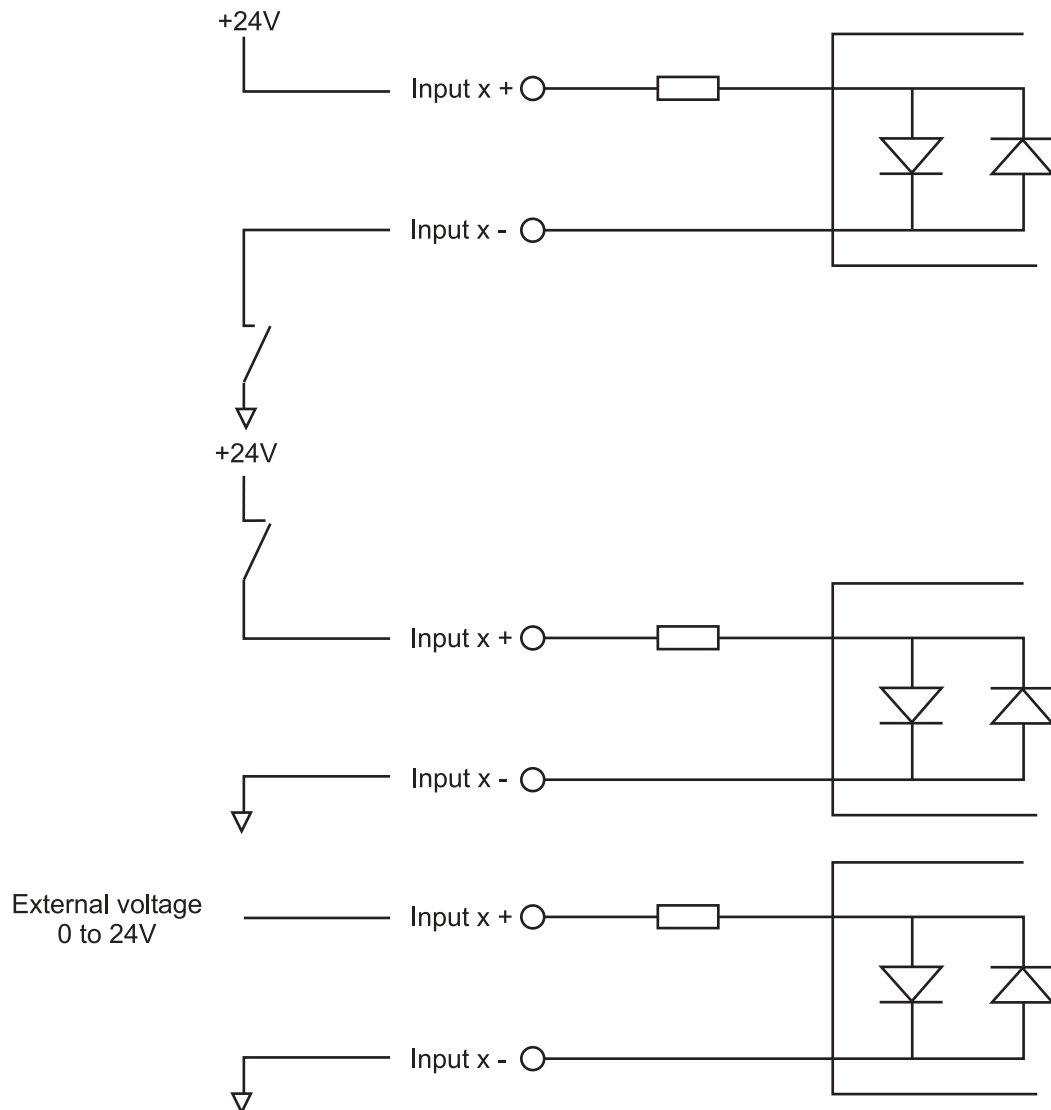 +24V
Input x +
Input x -
+24V
Input x +
Input x -
External voltage
0 to 24V
Input x +
Input x -